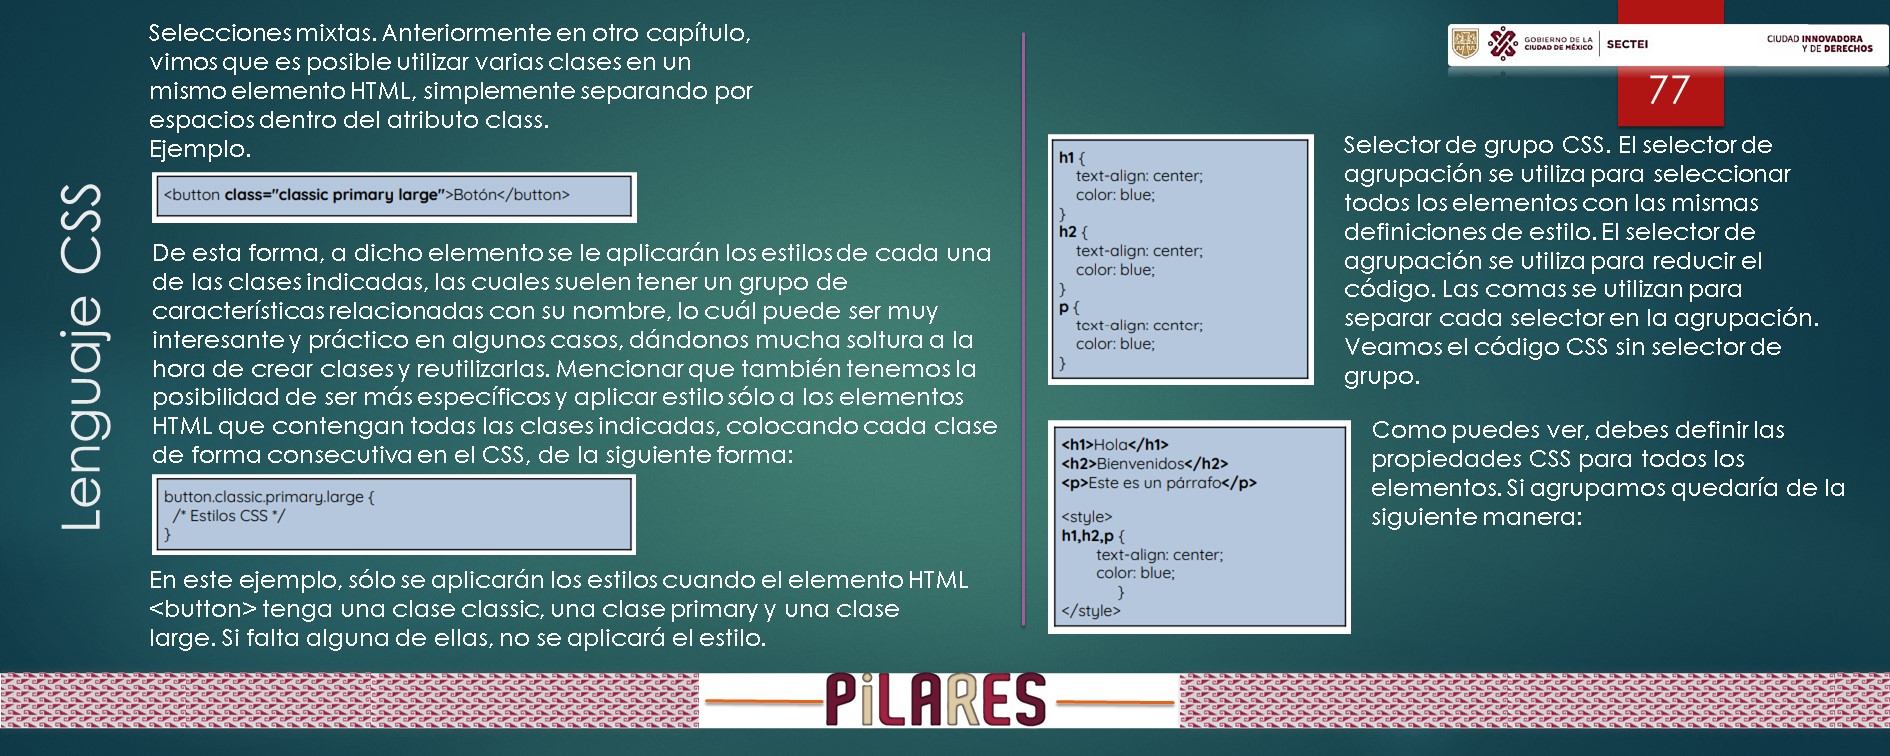 Lenguaje CSS
Selecciones mixtas. Anteriormente en otro capítulo,
vimos que es posible utilizar varias clases en un
mismo elemento HTML, simplemente separando por
espacios dentro del atributo class.
Ejemplo.
<button class="classic primary large">Botón</button>
De esta forma, a dicho elemento se le aplicarán los estilos de cada una
de las clases indicadas, las cuales suelen tener un grupo de
características relacionadas con su nombre, lo cuál puede ser muy
interesante y práctico en algunos casos, dándonos mucha soltura a la
hora de crear clases y reutilizarlas. Mencionar que también tenemos la
posibilidad de ser más específicos y aplicar estilo sólo a los elementos
HTML que contengan todas las clases indicadas, colocando cada clase
de forma consecutiva en el CSS, de la siguiente forma:
button.classic.primary.large {
/* Estilos CSS */
}
En este ejemplo, sólo se aplicarán los estilos cuando el elemento HTML
<button> tenga una clase classic, una clase primary y una clase
large. Si falta alguna de ellas, no se aplicará el estilo.
GOBIERNO DE LA
CIUDAD DE MÉXICO
SECTEI
CIUDAD INNOVADORA
Y DE DERECHOS
77
h1 {
text-align: center;
color: blue;
}
h2 {
text-align: center;
color: blue;
}
p {
text-align: center;
color: blue;
}
Selector de grupo CSS. El selector de
agrupación se utiliza para seleccionar
todos los elementos con las mismas
definiciones de estilo. El selector de
agrupación se utiliza para reducir el
código. Las comas se utilizan para
separar cada selector en la agrupación.
Veamos el código CSS sin selector de
grupo.
<h1>Hola</h1>
<h2>Bienvenidos</h2>
<p>Este es un párrafo</p>
<style>
h1,h2,p {
text-align: center;
color: blue;
}
</style>
Como puedes ver, debes definir las
propiedades CSS para todos los
elementos. Si agrupamos quedaría de la
siguiente manera:
PiLARES